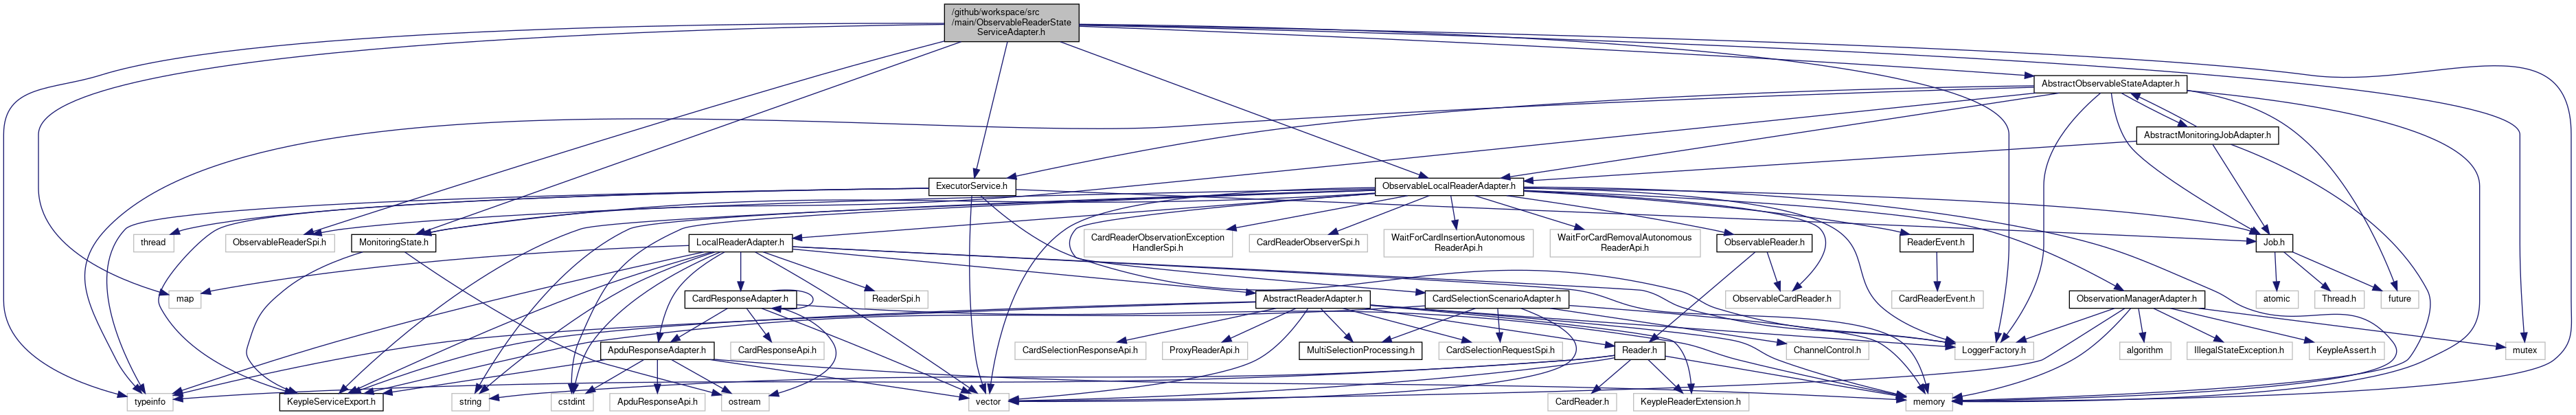 /github/workspace/src
/main/ObservableReaderState
ServiceAdapter.h
AbstractObservableStateAdapter.h
AbstractMonitoringJobAdapter.h
ExecutorService.h
ObservableLocalReaderAdapter.h
thread
ObservableReaderSpi.h
MonitoringState.h
LocalReaderAdapter.h
CardReaderObservationException
HandlerSpi.h
CardReaderObserverSpi.h
WaitForCardInsertionAutonomous
ReaderApi.h
WaitForCardRemovalAutonomous
ReaderApi.h
ObservableReader.h
ReaderEvent.h
Job.h
map
CardResponseAdapter.h
ReaderSpi.h
AbstractReaderAdapter.h
CardSelectionScenarioAdapter.h
ObservableCardReader.h
CardReaderEvent.h
ObservationManagerAdapter.h
atomic
Thread.h
future
ApduResponseAdapter.h
CardResponseApi.h
CardSelectionResponseApi.h
ProxyReaderApi.h
MultiSelectionProcessing.h
CardSelectionRequestSpi.h
Reader.h
ChannelControl.h
LoggerFactory.h
algorithm
IllegalStateException.h
KeypleAssert.h
mutex
typeinfo
KeypleServiceExport.h
string
cstdint
ApduResponseApi.h
ostream
vector
CardReader.h
KeypleReaderExtension.h
memory